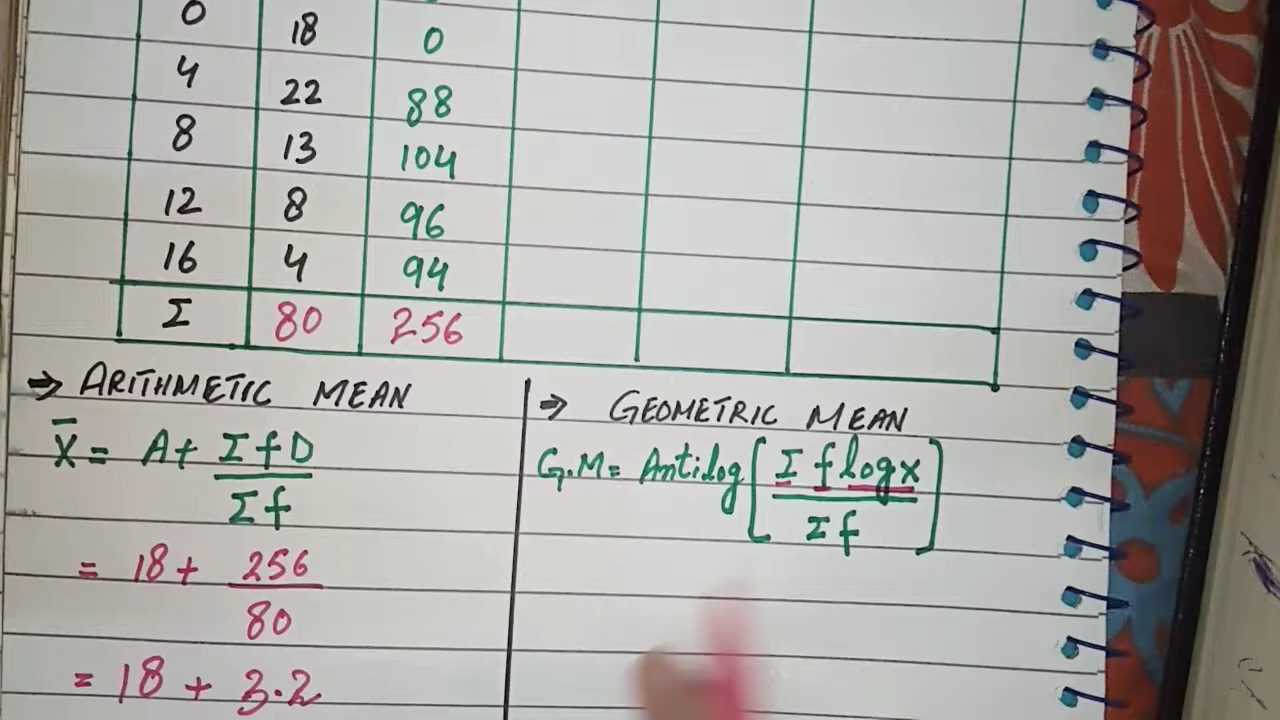 0 18 0
4 22 88
8 13 104
12 8 96
16 4 94
Σ 80 256
⇒ ARITHMETIC MEAN
X̄ = A+ ΣfD / Σf
= 18 + 256 / 80
= 18 + 3.2
⇒ GEOMETRIC MEAN
G.M = Antilog [ Σ f log x / Σf ]